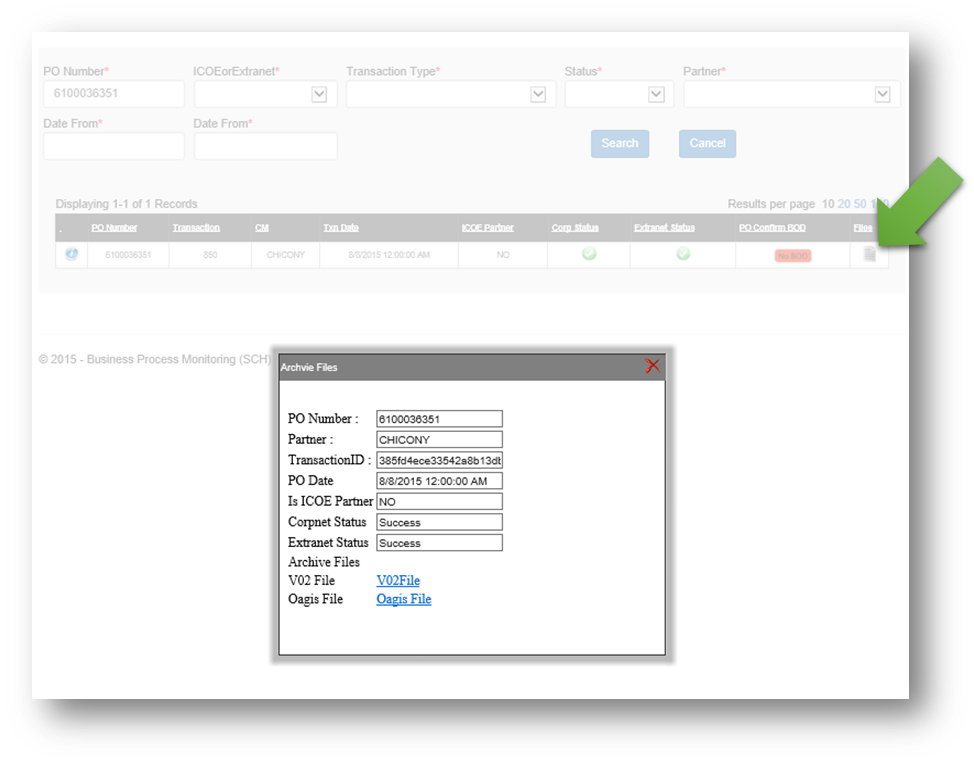 PO Number* ICOEorExtranet* Transaction Type* Status* Partner*
6100036351
Date From* Date From*
Search Cancel
Displaying 1-1 of 1 Records Results per page 10 20 50
. PO Number Transaction CM Txn Date ICOE Partner Corp Status Extranet Status PO Confirm BOD Files
6100036351 850 CHICONY 8/8/2015 12:00:00 AM NO No BOD
© 2015 - Business Process Monitoring (SCH)
Archvie Files
PO Number : 6100036351
Partner : CHICONY
TransactionID : 385fd4ece33542a8b13db
PO Date 8/8/2015 12:00:00 AM
Is ICOE Partner NO
Corpnet Status Success
Extranet Status Success
Archive Files
V02 File V02File
Oagis File Oagis File